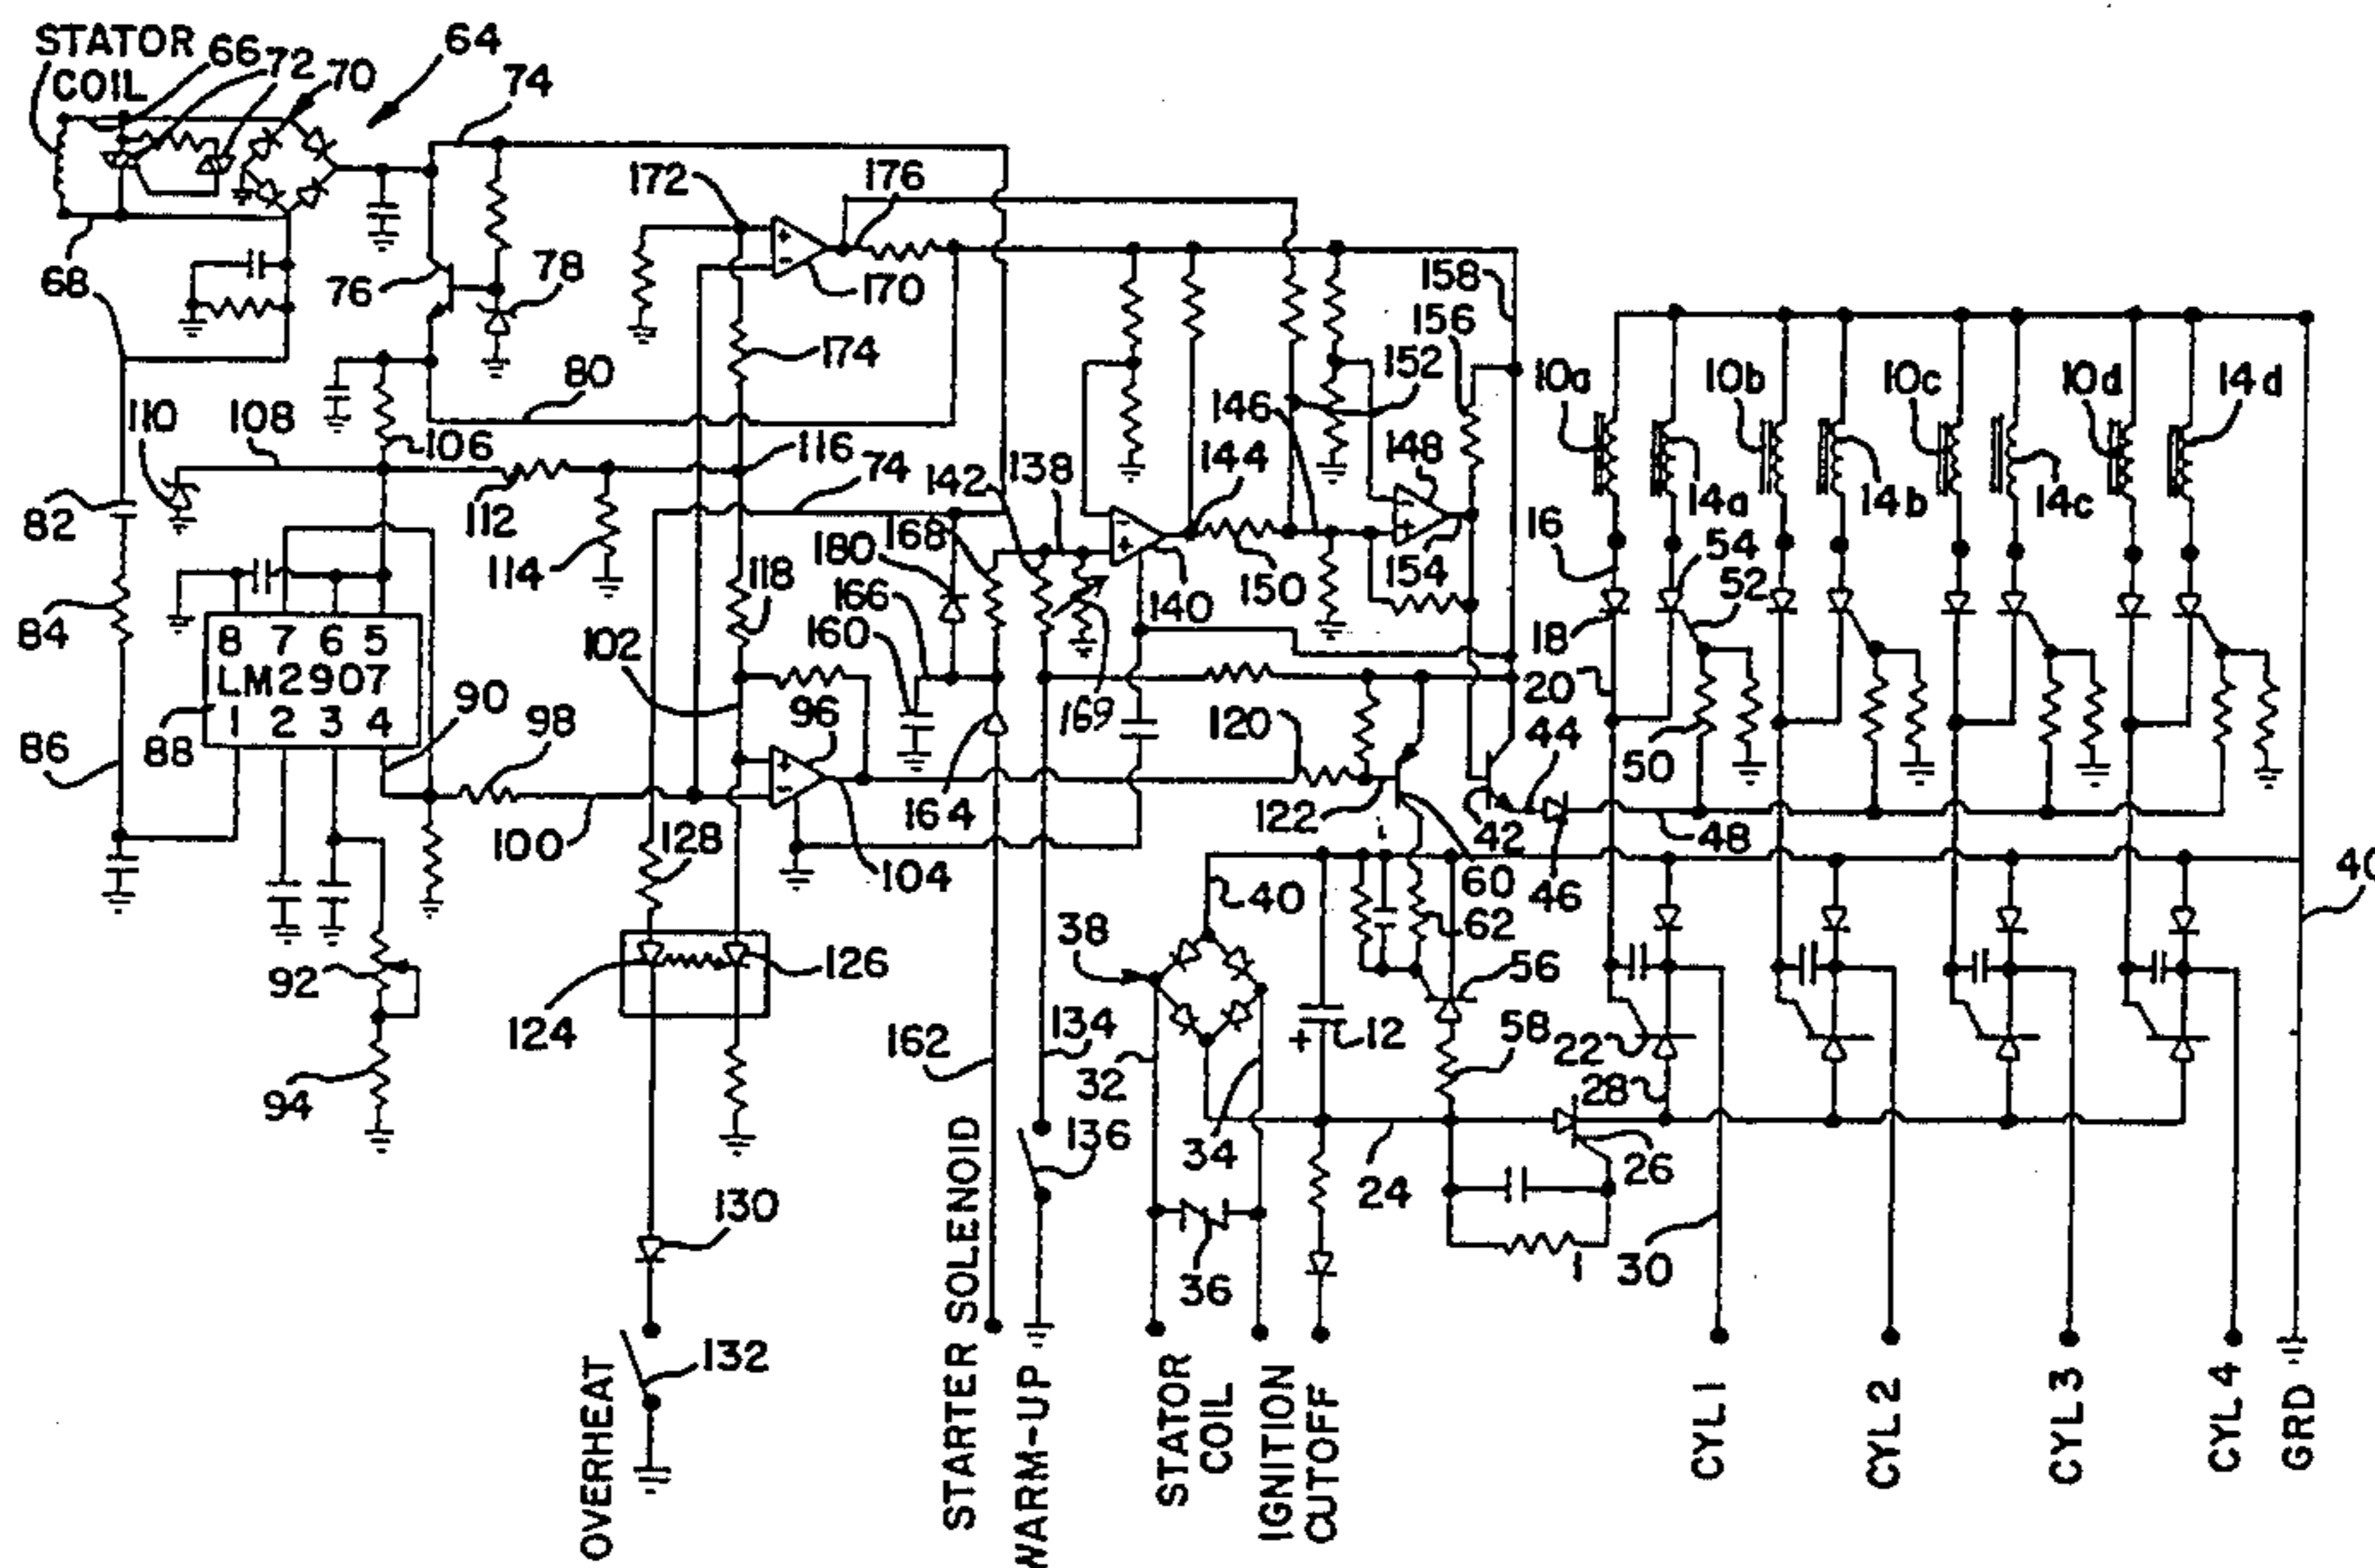 STATOR
COIL
66 72 70 64
74
172 176
68 76 78 170 158
156
174 152
80 10a 10b 10c 10d 14d
110 108 106 116 146
74 142 138 144 148
112 14a 14b 14c
82 16
114 180 168 54
118 140 150 154 52
84 166
8 7 6 5 160 18
LM2907 102 20
1 2 3 4 90 96 169 120 44
86 88 98 50
164 122 42 48
100 128 104 60 46
40 62 40
38
92 124 126 56
58
162 134 32 12 22
94 28
136 34
130 24 26
36 30
132
OVERHEAT
STARTER SOLENOID
WARM-UP
STATOR
COIL
IGNITION
CUTOFF
CYL 1
CYL 2
CYL 3
CYL 4
GRD